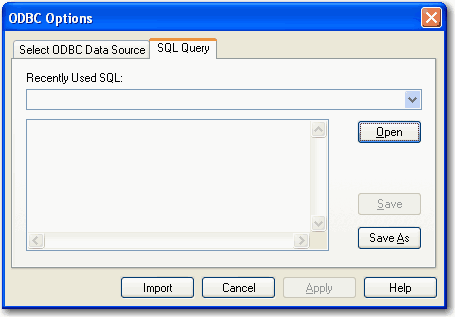 ODBC Options
Select ODBC Data Source SQL Query
Recently Used SQL:
Open
Save
Save As
Import Cancel Apply Help